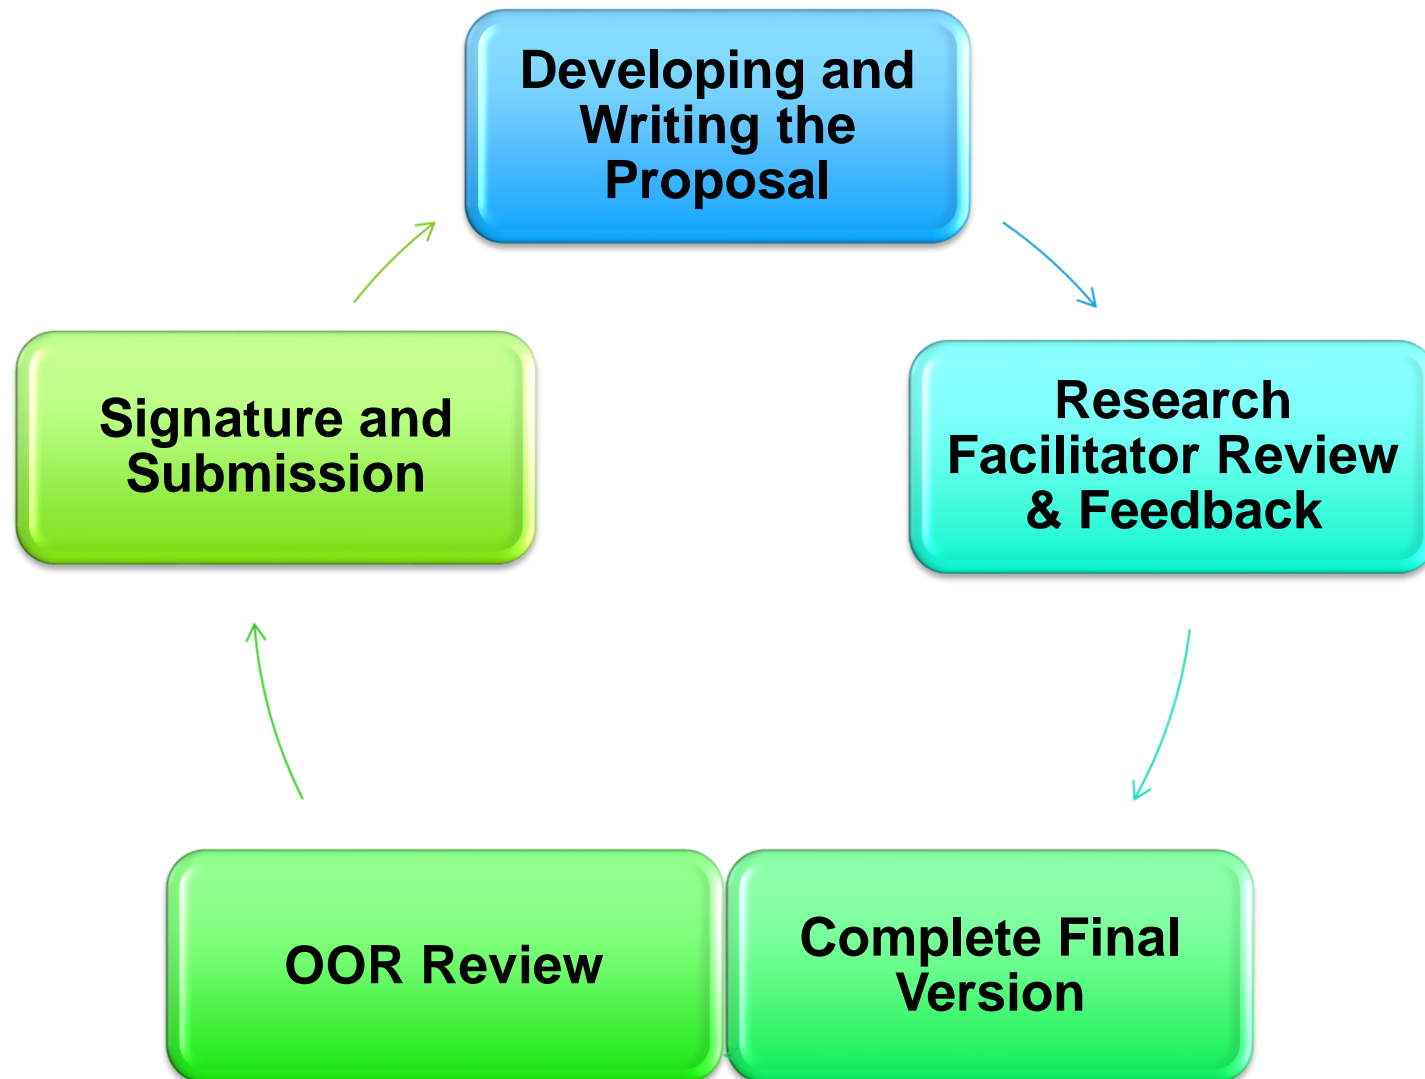 Developing and
Writing the
Proposal
Research
Facilitator Review
& Feedback
Complete Final
Version
OOR Review
Signature and
Submission